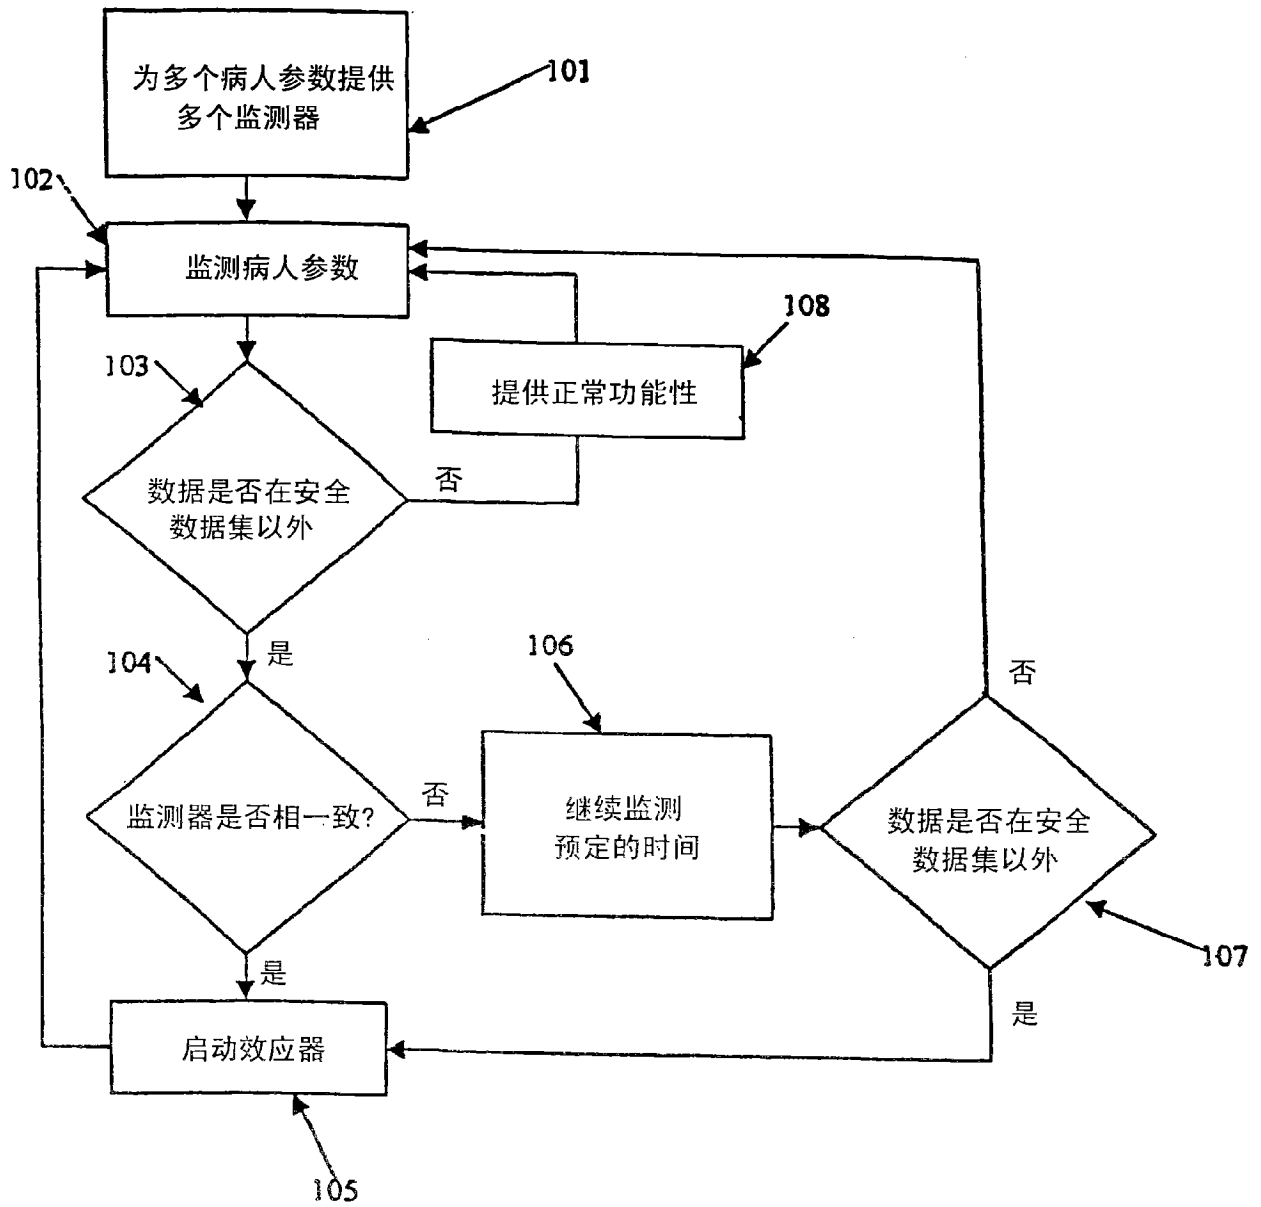 为多个病人参数提供
多个监测器
101
102
监测病人参数
108
103
提供正常功能性
否
数据是否在安全
数据集以外
是
104
106
否
监测器是否相一致?
否
继续监测
预定的时间
数据是否在安全
数据集以外
107
是
是
启动效应器
105